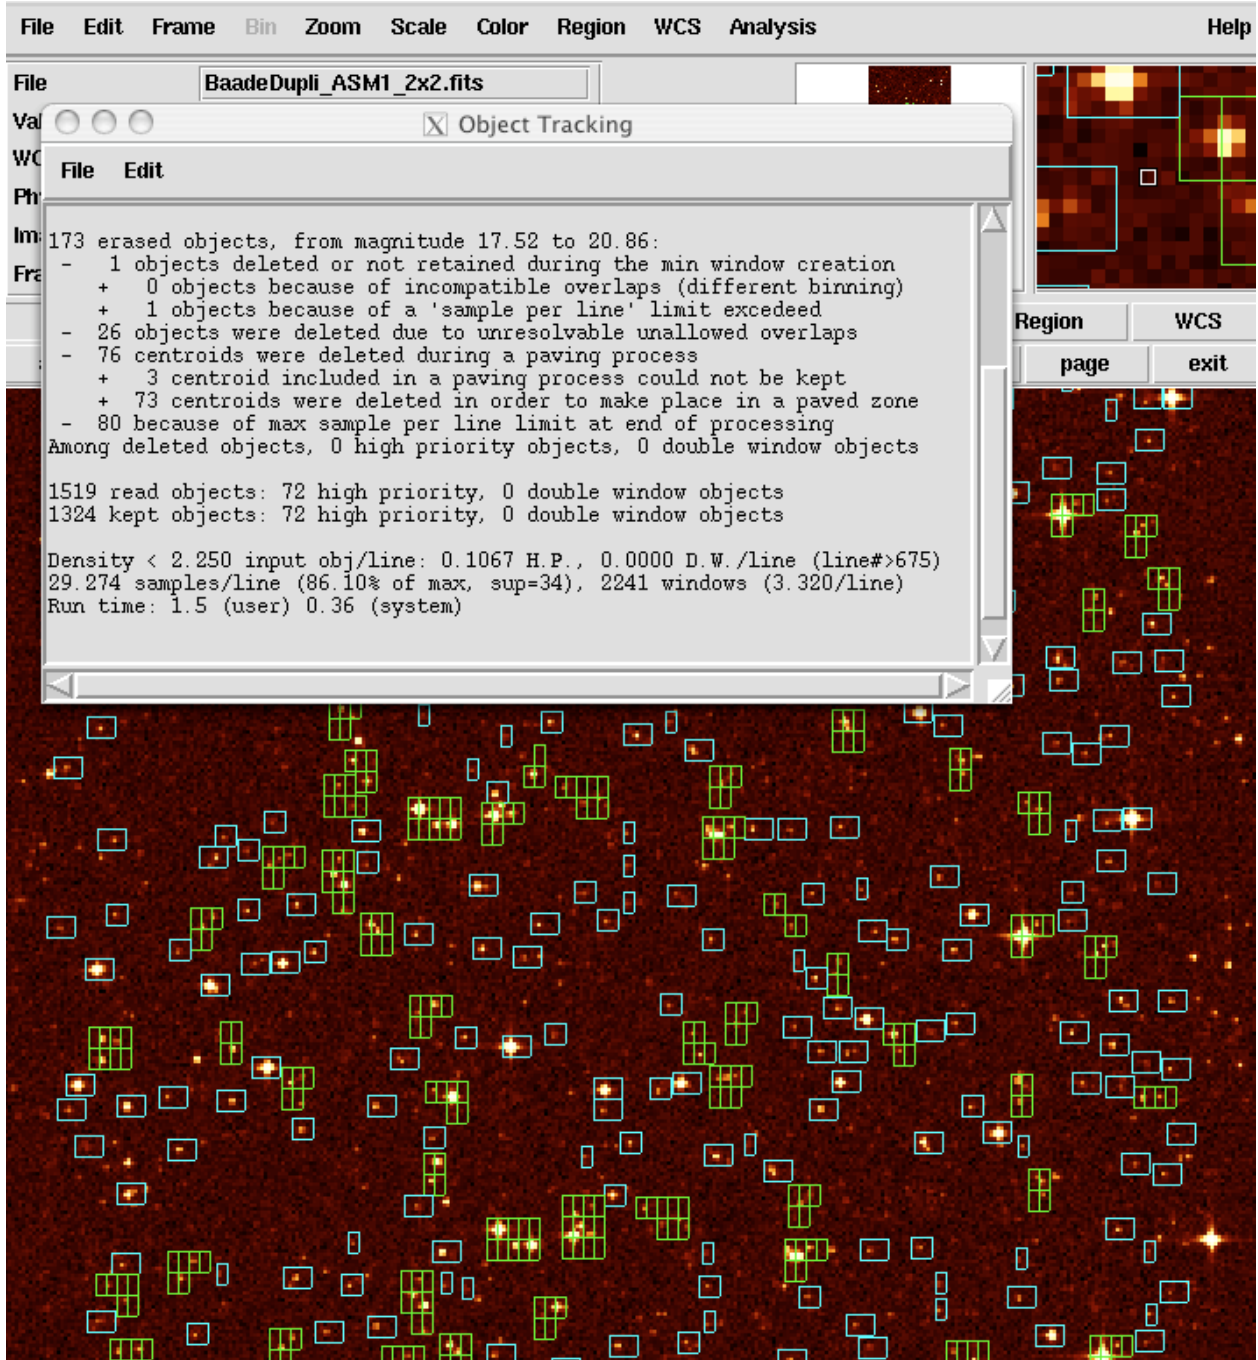 File Edit Frame Bin Zoom Scale Color Region WCS Analysis Help
File BaadeDupli_ASM1_2x2.fits
X Object Tracking
File Edit
173 erased objects, from magnitude 17.52 to 20.86:
- 1 objects deleted or not retained during the min window creation
+ 0 objects because of incompatible overlaps (different binning)
+ 1 objects because of a 'sample per line' limit excedeed
- 26 objects were deleted due to unresolvable unallowed overlaps
- 76 centroids were deleted during a paving process
+ 3 centroid included in a paving process could not be kept
+ 73 centroids were deleted in order to make place in a paved zone
- 80 because of max sample per line limit at end of processing
Among deleted objects, 0 high priority objects, 0 double window objects
1519 read objects: 72 high priority, 0 double window objects
1324 kept objects: 72 high priority, 0 double window objects
Density < 2.250 input obj/line: 0.1067 H.P., 0.0000 D.W./line (line#>675)
29.274 samples/line (86.10% of max, sup=34), 2241 windows (3.320/line)
Run time: 1.5 (user) 0.36 (system)
Region WCS
page exit